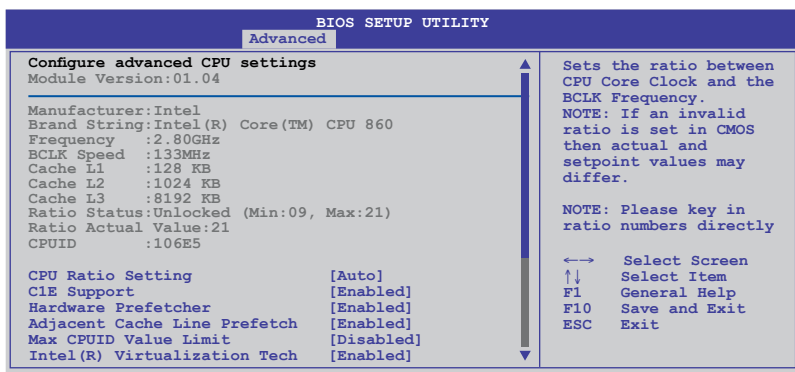 BIOS SETUP UTILITY
Advanced
Configure advanced CPU settings
Module Version:01.04
Manufacturer:Intel
Brand String:Intel(R) Core(TM) CPU 860
Frequency :2.80GHz
BCLK Speed :133MHz
Cache L1 :128 KB
Cache L2 :1024 KB
Cache L3 :8192 KB
Ratio Status:Unlocked (Min:09, Max:21)
Ratio Actual Value:21
CPUID :106E5
CPU Ratio Setting [Auto]
C1E Support [Enabled]
Hardware Prefetcher [Enabled]
Adjacent Cache Line Prefetch [Enabled]
Max CPUID Value Limit [Disabled]
Intel(R) Virtualization Tech [Enabled]
Sets the ratio between
CPU Core Clock and the
BCLK Frequency.
NOTE: If an invalid
ratio is set in CMOS
then actual and
setpoint values may
differ.
NOTE: Please key in
ratio numbers directly
←→ Select Screen
↑↓ Select Item
F1 General Help
F10 Save and Exit
ESC Exit